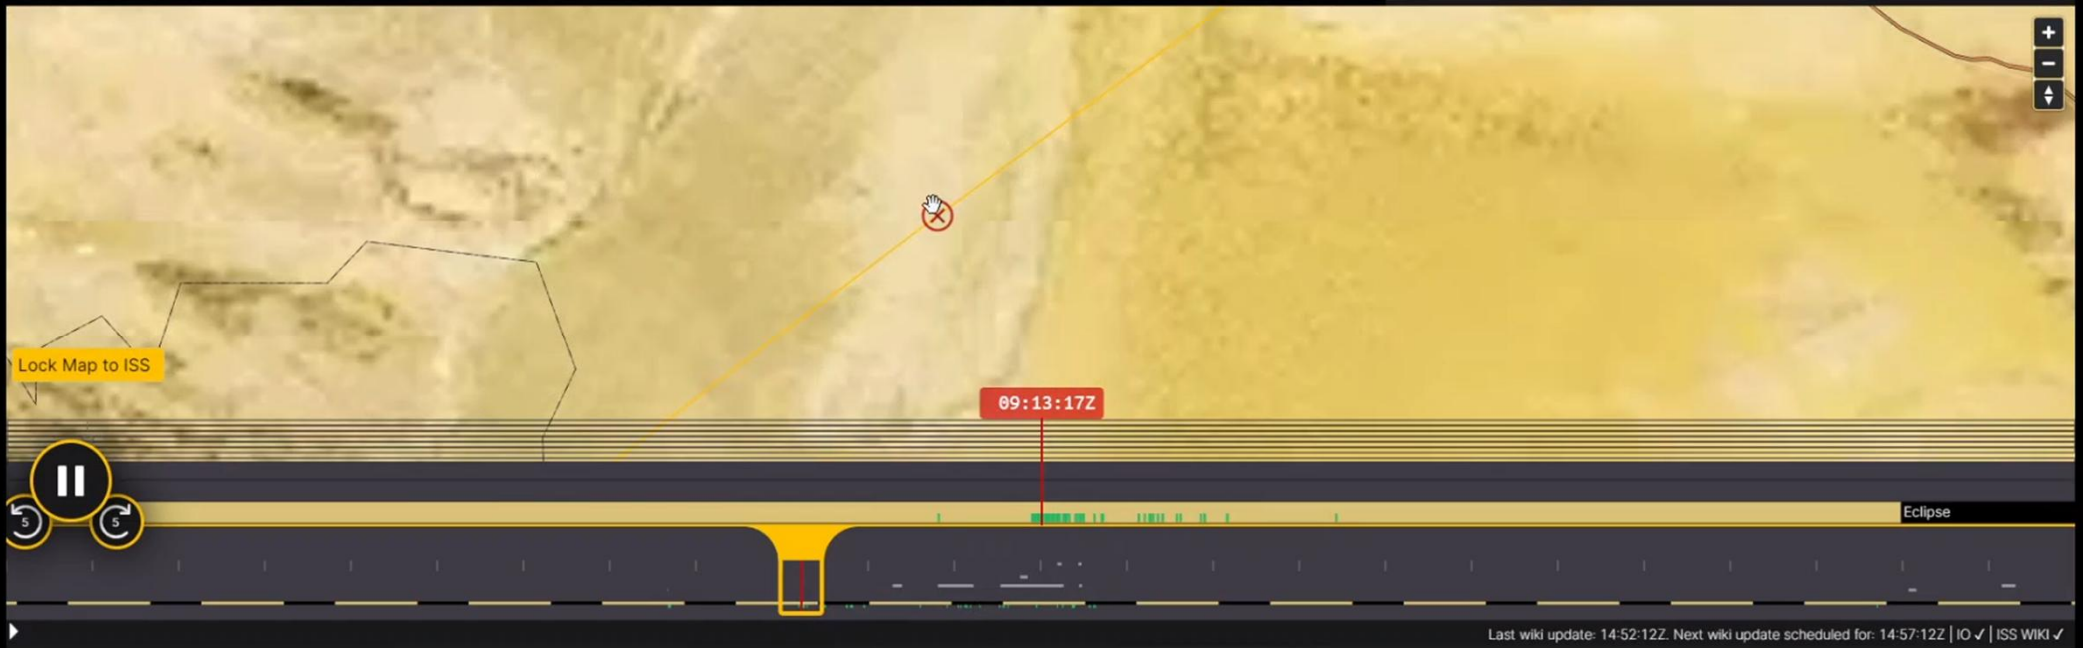 +
−
Lock Map to ISS
09:13:17Z
5
5
Eclipse
Last wiki update: 14:52:12Z. Next wiki update scheduled for: 14:57:12Z | IO ✓ | ISS WIKI ✓